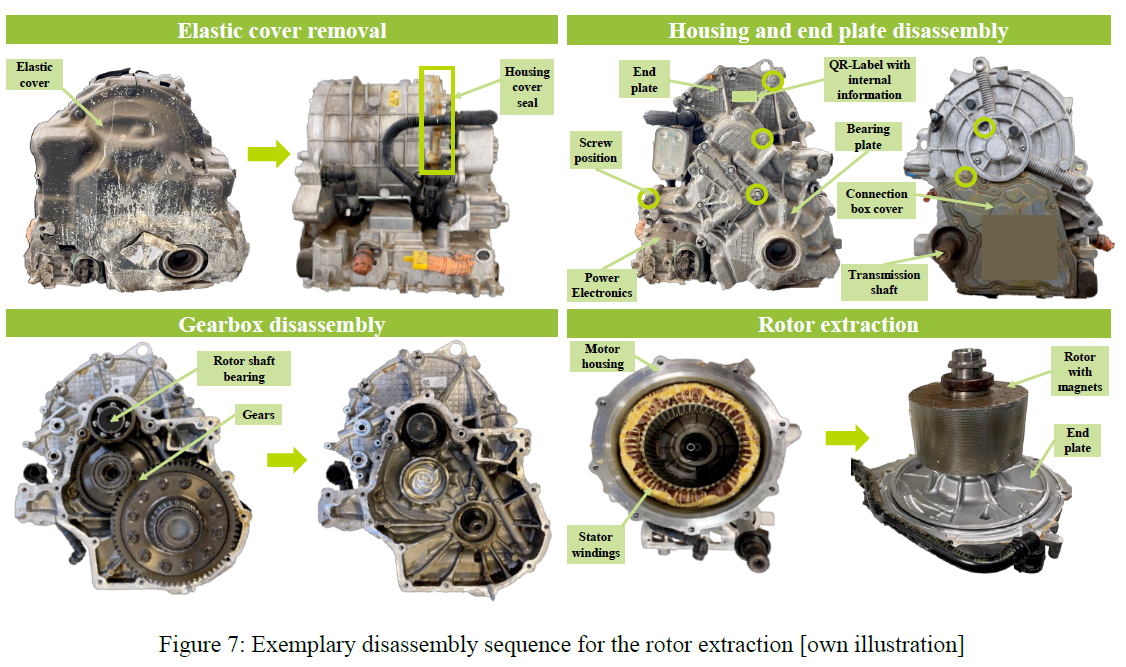 Elastic cover removal
Elastic
cover
Housing
cover
seal
Housing and end plate disassembly
End
plate
QR-Label with
internal
information
Screw
position
Bearing
plate
Connection
box cover
Power
Electronics
Transmission
shaft
Gearbox disassembly
Rotor shaft
bearing
Gears
Rotor extraction
Motor
housing
Rotor
with
magnets
End
plate
Stator
windings
Figure 7: Exemplary disassembly sequence for the rotor extraction [own illustration]